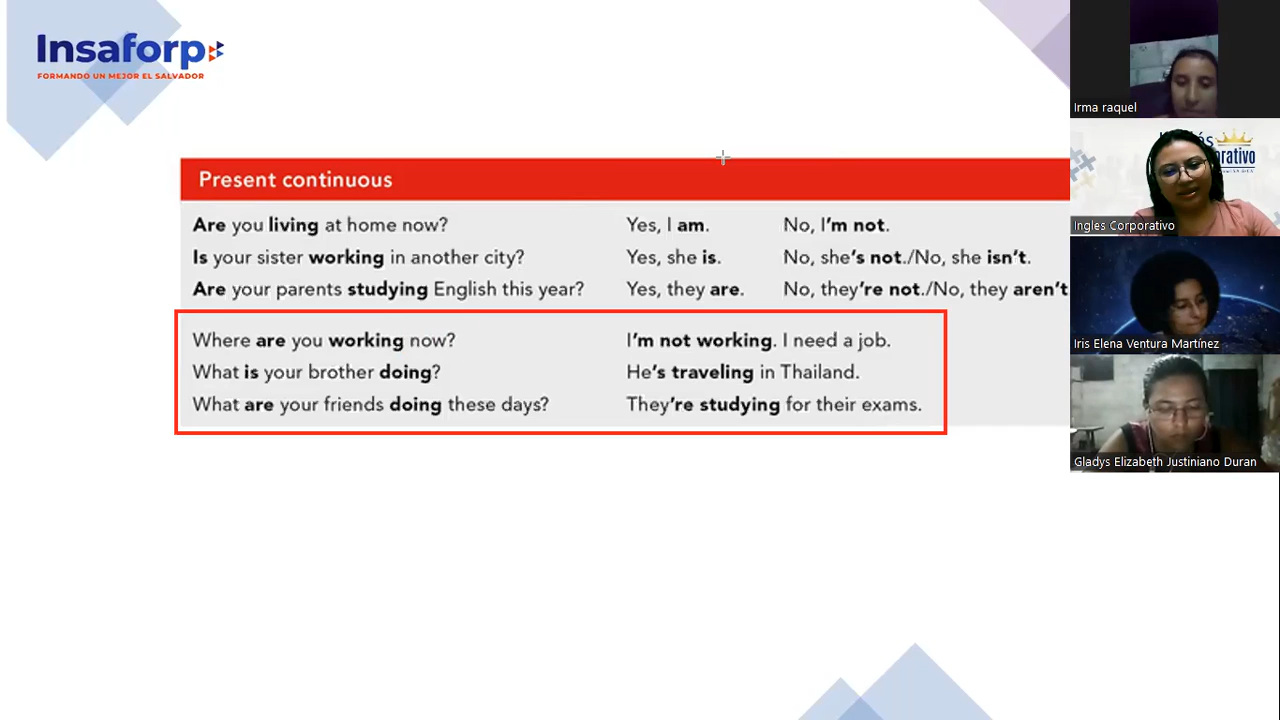 Insaforp
FORMANDO UN MEJOR EL SALVADOR
Present continuous
Are you living at home now? Yes, I am. No, I'm not.
Is your sister working in another city? Yes, she is. No, she's not./No, she isn't.
Are your parents studying English this year? Yes, they are. No, they're not./No, they aren't
Where are you working now? I'm not working. I need a job.
What is your brother doing? He's traveling in Thailand.
What are your friends doing these days? They're studying for their exams.
Irma raquel
Ingles Corporativo
Iris Elena Ventura Martínez
Gladys Elizabeth Justiniano Duran